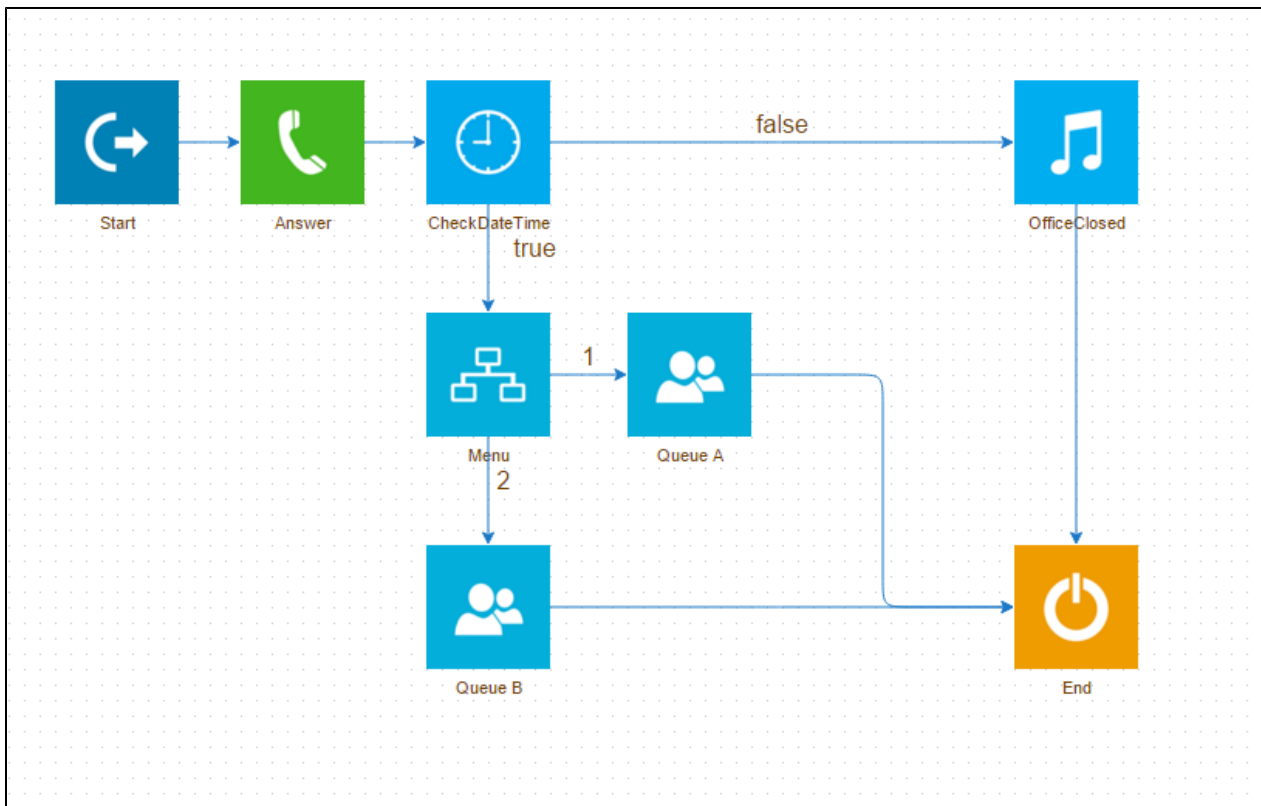 false
Start
Answer
CheckDateTime
OfficeClosed
true
1
Menu
Queue A
2
Queue B
End